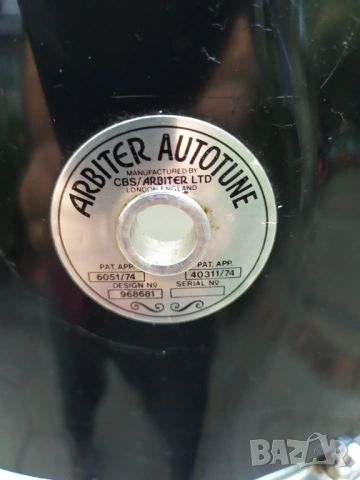 ARBITER AUTOTUNE
MANUFACTURED BY
CBS/ARBITER LTD
LONDON ENGLAND
PAT. APP.
6051/74
PAT. APP.
40311/74
DESIGN Nº
968681
SERIAL Nº
BAZAR